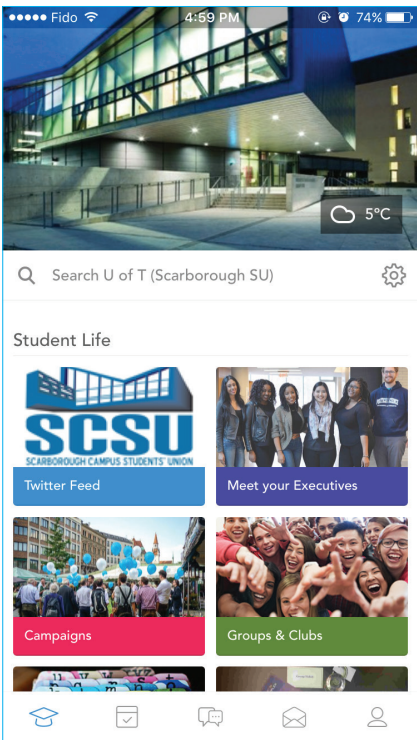 Fido 4:59 PM 74%
5°C
Search U of T (Scarborough SU)
Student Life
SCSU
SCARBOROUGH CAMPUS STUDENTS' UNION
Twitter Feed
Meet your Executives
Campaigns
Groups & Clubs